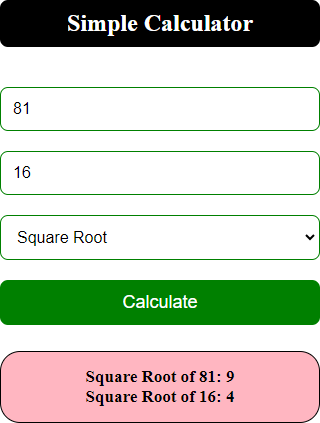 Simple Calculator
81
16
Square Root
Calculate
Square Root of 81: 9
Square Root of 16: 4